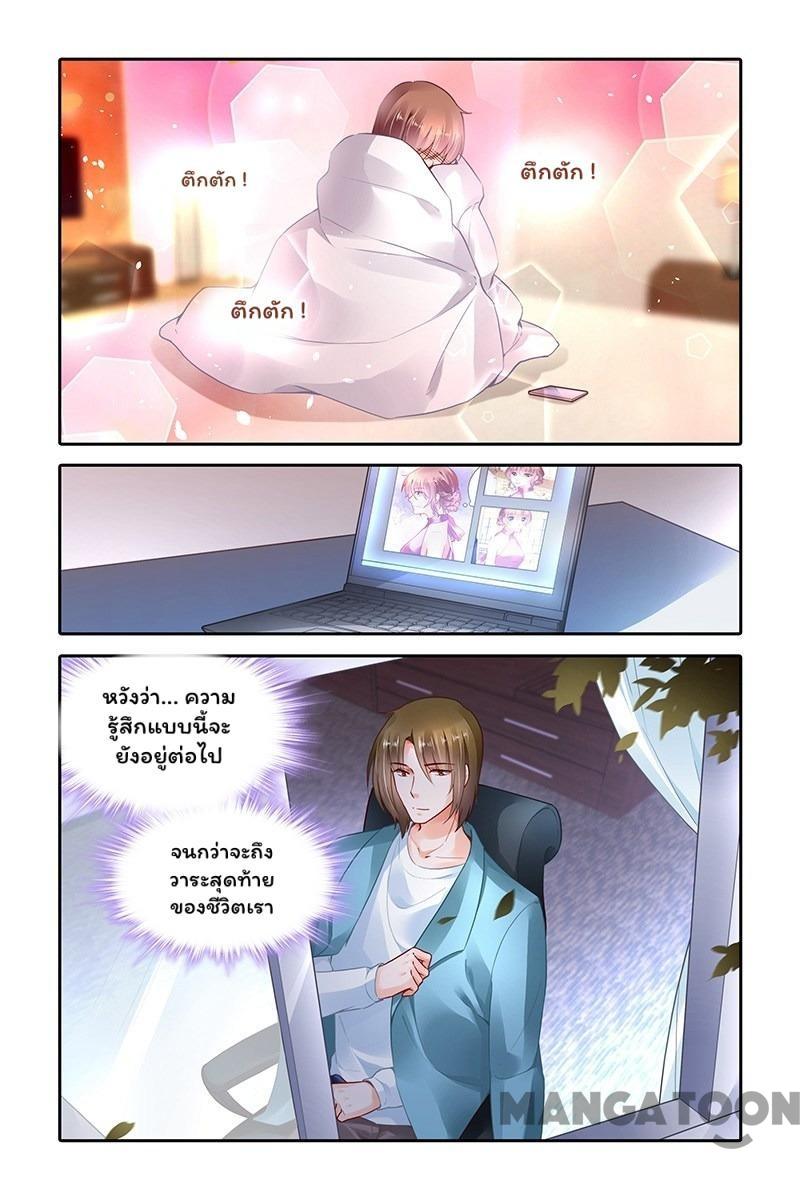 ตึกตัก !
ตึกตัก !
ตึกตัก !
หวังว่า... ความ
รู้สึกแบบนี้จะ
ยังอยู่ต่อไป
จนกว่าจะถึง
วาระสุดท้าย
ของชีวิตเรา
MANGATOON